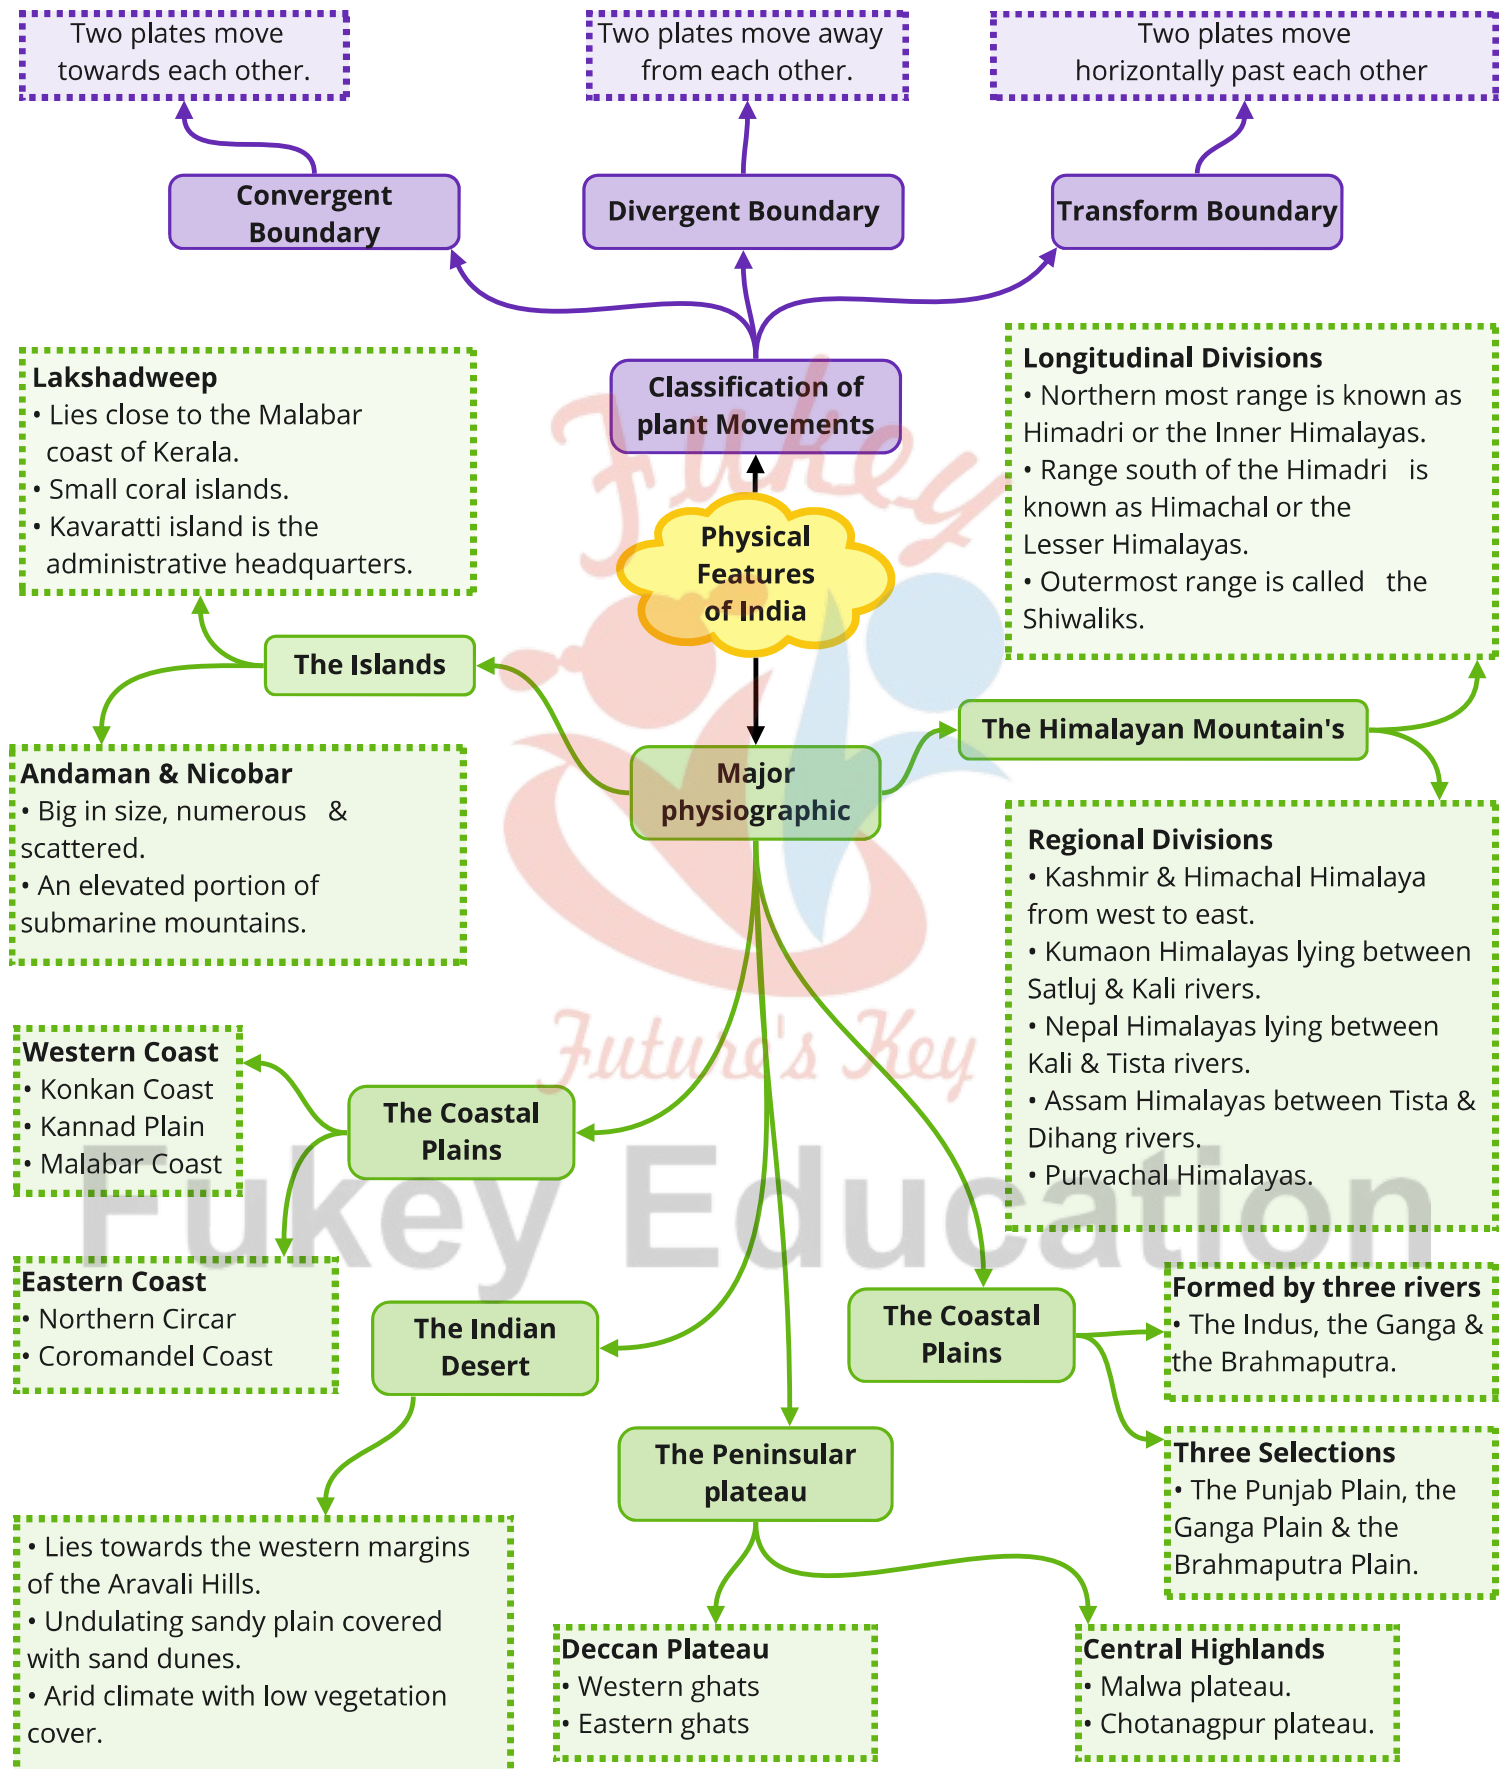 Two plates move
towards each other.
Two plates move away
from each other.
Two plates move
horizontally past each other
Convergent
Boundary
Divergent Boundary
Transform Boundary
Classification of
plant Movements
Lakshadweep
• Lies close to the Malabar
coast of Kerala.
• Small coral islands.
• Kavaratti island is the
administrative headquarters.
Longitudinal Divisions
• Northern most range is known as
Himadri or the Inner Himalayas.
• Range south of the Himadri is
known as Himachal or the
Lesser Himalayas.
• Outermost range is called the
Shiwaliks.
Physical
Features
of India
The Islands
The Himalayan Mountain's
Major
physiographic
Andaman & Nicobar
• Big in size, numerous &
scattered.
• An elevated portion of
submarine mountains.
Regional Divisions
• Kashmir & Himachal Himalaya
from west to east.
• Kumaon Himalayas lying between
Satluj & Kali rivers.
• Nepal Himalayas lying between
Kali & Tista rivers.
• Assam Himalayas between Tista &
Dihang rivers.
• Purvachal Himalayas.
Fukey
Future's Key
Fukey Education
Western Coast
• Konkan Coast
• Kannad Plain
• Malabar Coast
The Coastal
Plains
Eastern Coast
• Northern Circar
• Coromandel Coast
The Indian
Desert
The Coastal
Plains
Formed by three rivers
• The Indus, the Ganga &
the Brahmaputra.
The Peninsular
plateau
Three Selections
• The Punjab Plain, the
Ganga Plain & the
Brahmaputra Plain.
• Lies towards the western margins
of the Aravali Hills.
• Undulating sandy plain covered
with sand dunes.
• Arid climate with low vegetation
cover.
Deccan Plateau
• Western ghats
• Eastern ghats
Central Highlands
• Malwa plateau.
• Chotanagpur plateau.